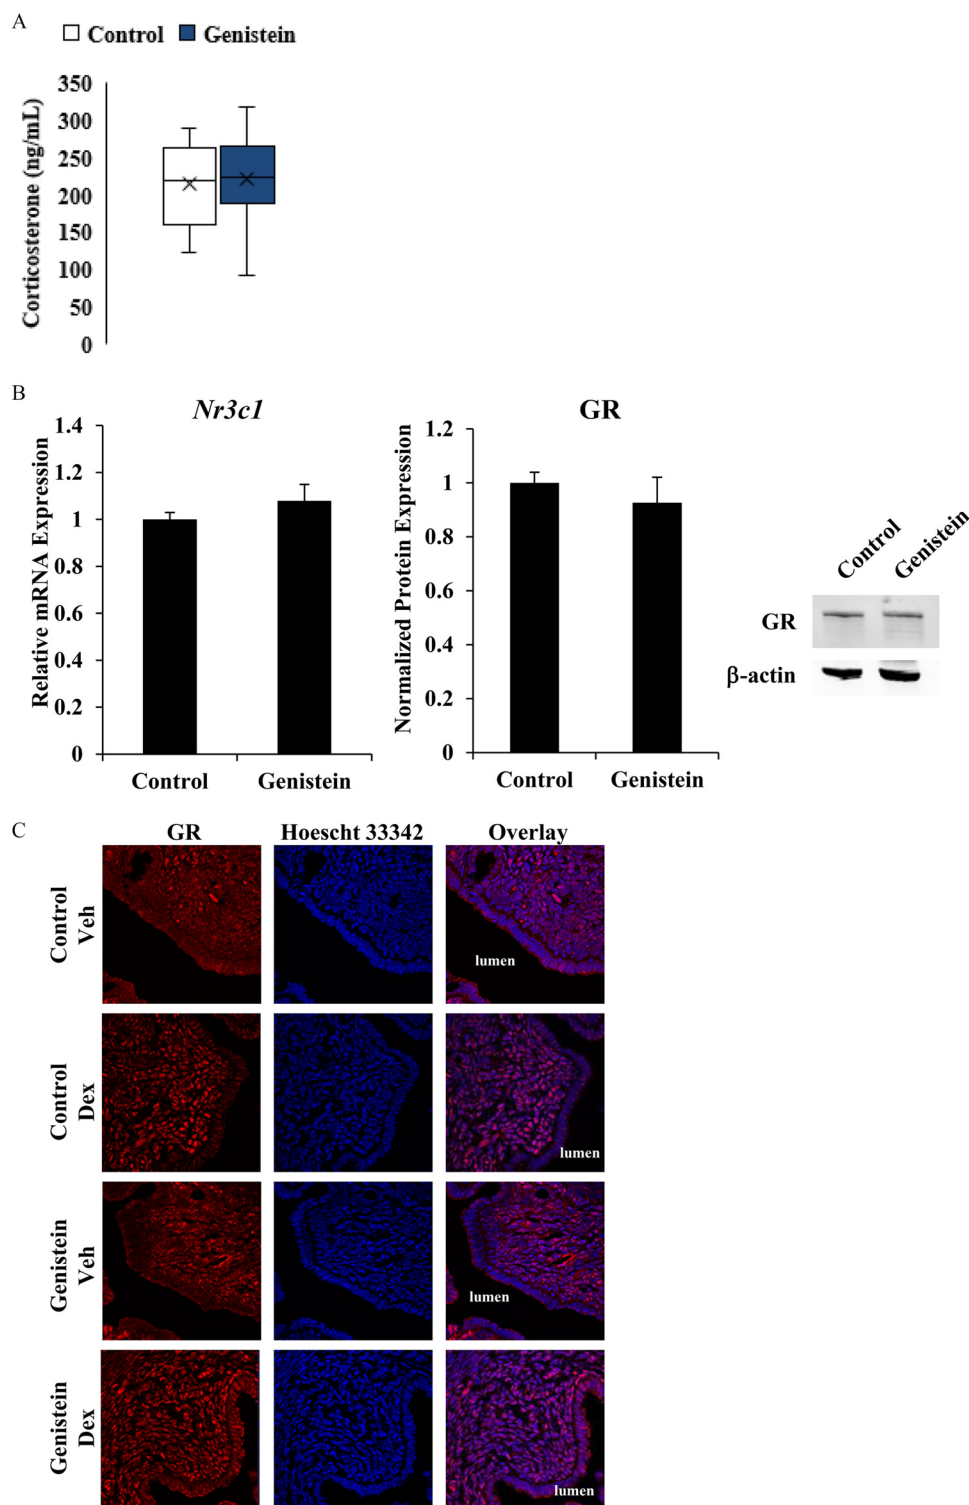 A
Control Genistein
Corticosterone (ng/mL)
350
300
250
200
150
100
50
0
B
Nr3c1
Relative mRNA Expression
1.4
1.2
1
0.8
0.6
0.4
0.2
0
Control Genistein
GR
Normalized Protein Expression
1.2
1
0.8
0.6
0.4
0.2
0
Control Genistein
Control Genistein
GR
β-actin
C
GR Hoescht 33342 Overlay
Control Veh
lumen
Control Dex
lumen
Genistein Veh
lumen
Genistein Dex
lumen